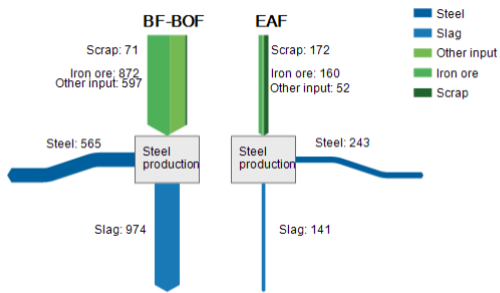 BF-BOF
EAF
Scrap: 71
Iron ore: 872
Other input: 597
Scrap: 172
Iron ore: 160
Other input: 52
Steel
Slag
Other input
Iron ore
Scrap
Steel: 565
Steel
production
Steel
production
Steel: 243
Slag: 974
Slag: 141